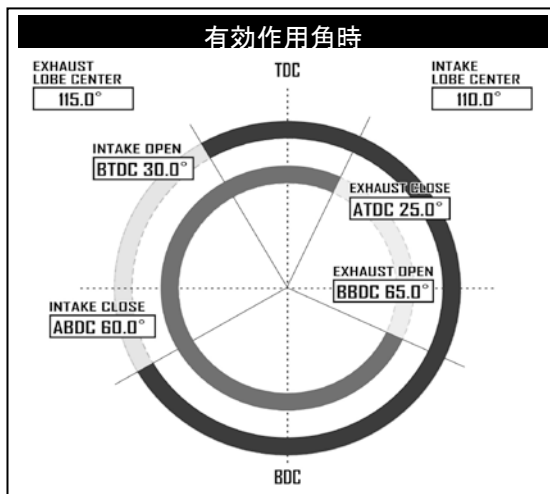 有効作用角時
EXHAUST
LOBE CENTER
115.0°
TDC
INTAKE
LOBE CENTER
110.0°
INTAKE OPEN
BTDC 30.0°
EXHAUST CLOSE
ATDC 25.0°
EXHAUST OPEN
BBDC 65.0°
INTAKE CLOSE
ABDC 60.0°
BDC